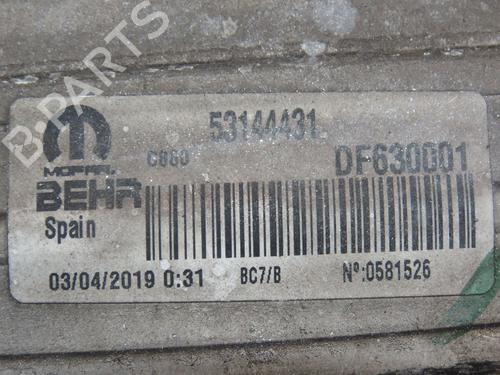 B-PARTS
53144431
C060
DF630001
MOPAR.
BEHR
Spain
03/04/2019 0:31 BC7/B Nº:0581526